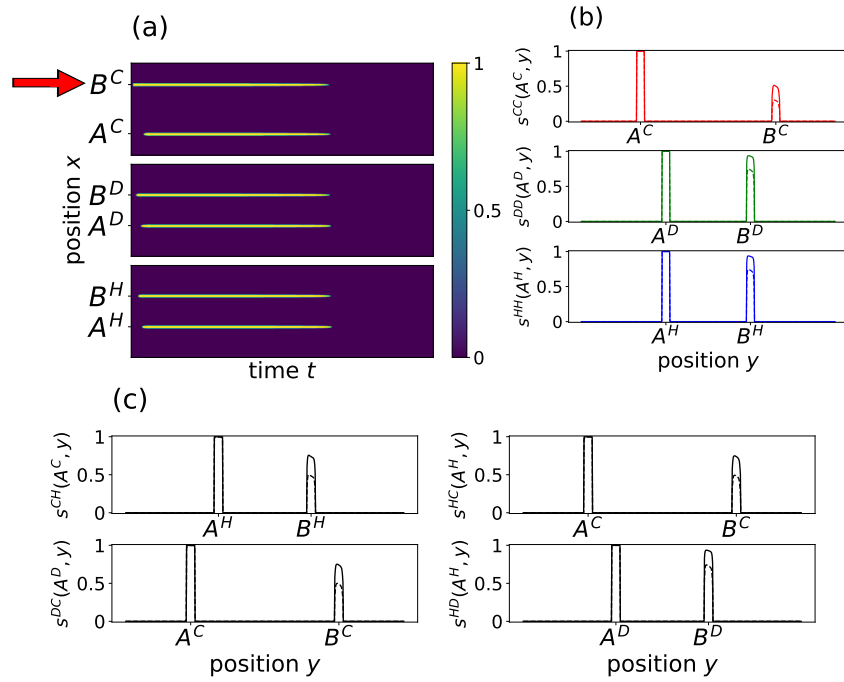 (a)
B^C
A^C
B^D
A^D
B^H
A^H
position x
time t
1
0.5
0
(b)
s^{CC}(A^C, y)
1
0.5
0
A^C
B^C
s^{DD}(A^D, y)
1
0.5
0
A^D
B^D
s^{HH}(A^H, y)
1
0.5
0
A^H
B^H
position y
(c)
s^{CH}(A^C, y)
1
0.5
0
A^H
B^H
s^{HC}(A^H, y)
1
0.5
0
A^C
B^C
s^{DC}(A^D, y)
1
0.5
0
A^C
B^C
position y
s^{HD}(A^H, y)
1
0.5
0
A^D
B^D
position y